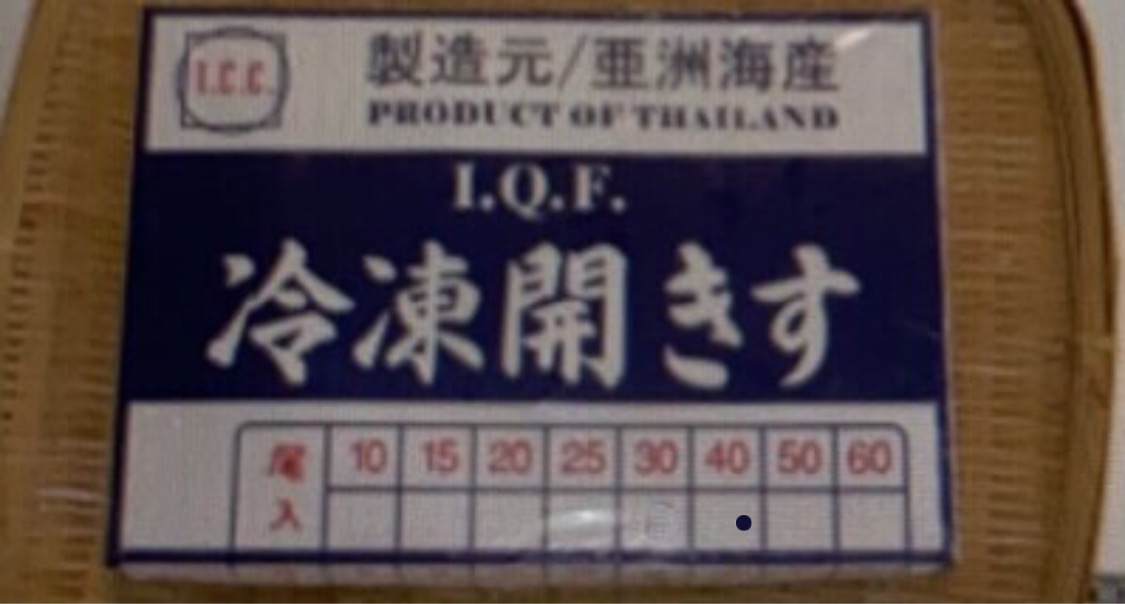 I.C.C.
製造元/亜洲海産
PRODUCT OF THAILAND
I.Q.F.
冷凍開きす
尾入 10 15 20 25 30 40 50 60